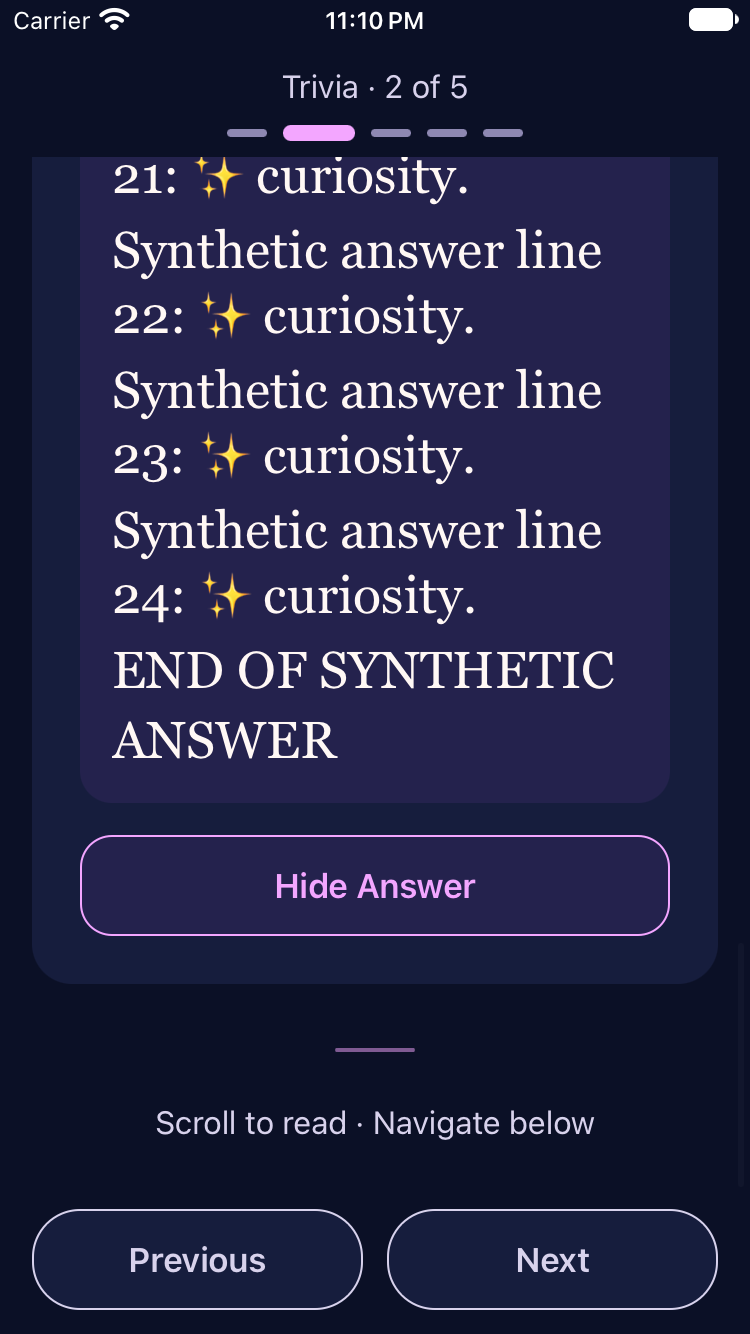 Carrier 11:10 PM
Trivia · 2 of 5
21: ✨ curiosity.
Synthetic answer line
22: ✨ curiosity.
Synthetic answer line
23: ✨ curiosity.
Synthetic answer line
24: ✨ curiosity.
END OF SYNTHETIC
ANSWER
Hide Answer
Scroll to read · Navigate below
Previous Next